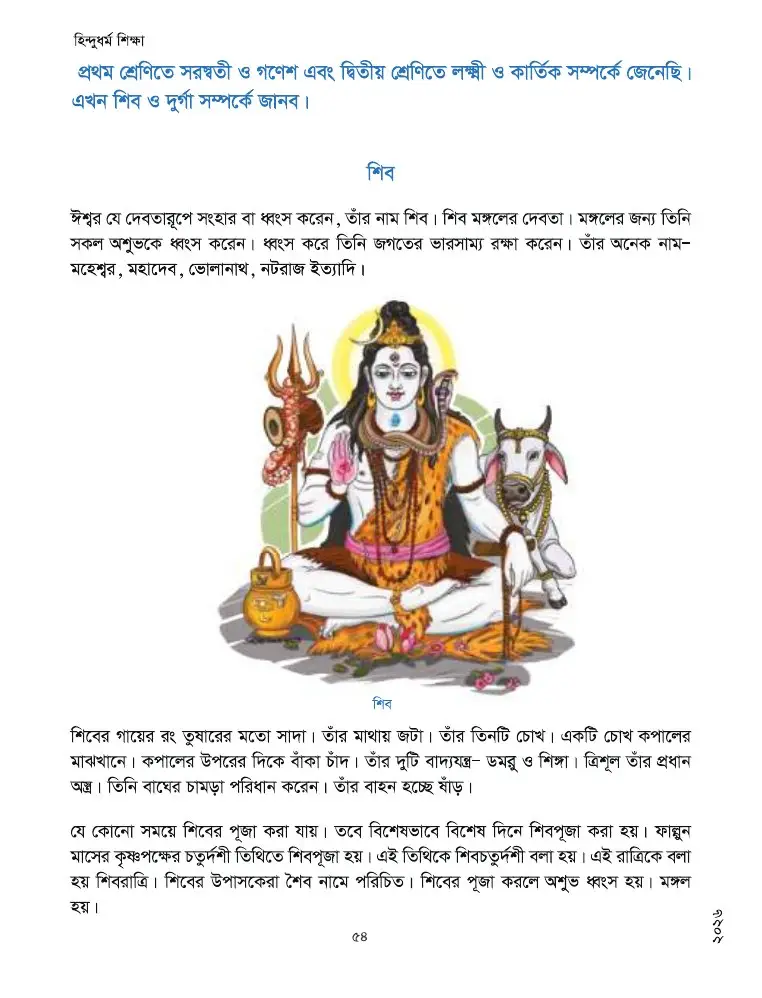 হিন্দুধর্ম শিক্ষা
প্রথম শ্রেণিতে সরস্বতী ও গণেশ এবং দ্বিতীয় শ্রেণিতে লক্ষ্মী ও কার্তিক সম্পর্কে জেনেছি।
এখন শিব ও দুর্গা সম্পর্কে জানব।
শিব
ঈশ্বর যে দেবতারূপে সংহার বা ধ্বংস করেন, তাঁর নাম শিব। শিব মঙ্গলের দেবতা। মঙ্গলের জন্য তিনি
সকল অশুভকে ধ্বংস করেন। ধ্বংস করে তিনি জগতের ভারসাম্য রক্ষা করেন। তাঁর অনেক নাম-
মহেশ্বর, মহাদেব, ভোলানাথ, নটরাজ ইত্যাদি।
শিব
শিবের গায়ের রং তুষারের মতো সাদা। তাঁর মাথায় জটা। তাঁর তিনটি চোখ। একটি চোখ কপালের
মাঝখানে। কপালের উপরের দিকে বাঁকা চাঁদ। তাঁর দুটি বাদ্যযন্ত্র- ডমরু ও শিঙ্গা। ত্রিশূল তাঁর প্রধান
অস্ত্র। তিনি বাঘের চামড়া পরিধান করেন। তাঁর বাহন হচ্ছে ষাঁড়।
যে কোনো সময়ে শিবের পূজা করা যায়। তবে বিশেষভাবে বিশেষ দিনে শিবপূজা করা হয়। ফাল্গুন
মাসের কৃষ্ণপক্ষের চতুর্দশী তিথিতে শিবপূজা হয়। এই তিথিকে শিবচতুর্দশী বলা হয়। এই রাত্রিকে বলা
হয় শিবরাত্রি। শিবের উপাসকেরা শৈব নামে পরিচিত। শিবের পূজা করলে অশুভ ধ্বংস হয়। মঙ্গল
হয়।
৫৪
২০২৬